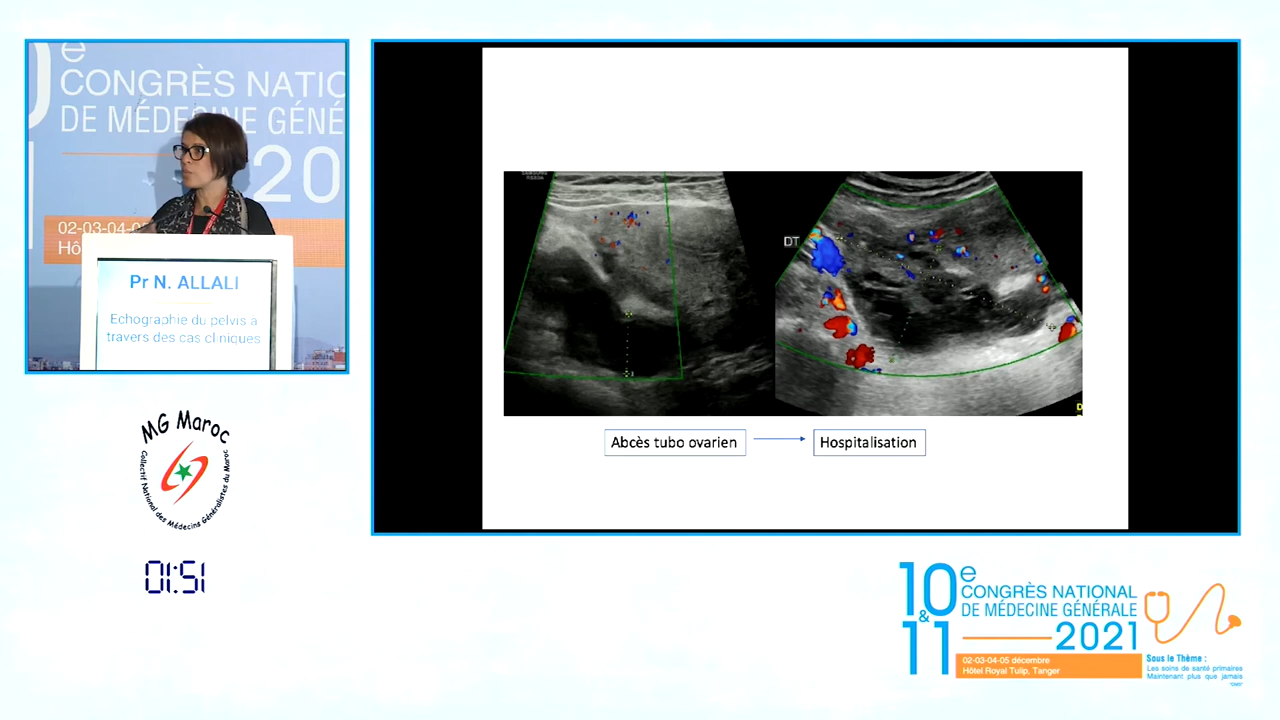 e
CONGRÈS NATIO
DE MÉDECINE GÉNÉ
20
02-03-04-0
Hô
Pr N. ALLALI
Echographie du pelvis à
travers des cas cliniques
MG Maroc
Collectif National des Médecins Généralistes du Maroc
01:51
DT
Abcès tubo ovarien
Hospitalisation
10e
&
11
CONGRÈS NATIONAL
DE MÉDECINE GÉNÉRALE
2021
02-03-04-05 décembre
Hôtel Royal Tulip, Tanger
Sous le Thème :
Les soins de santé primaires
Maintenant plus que jamais